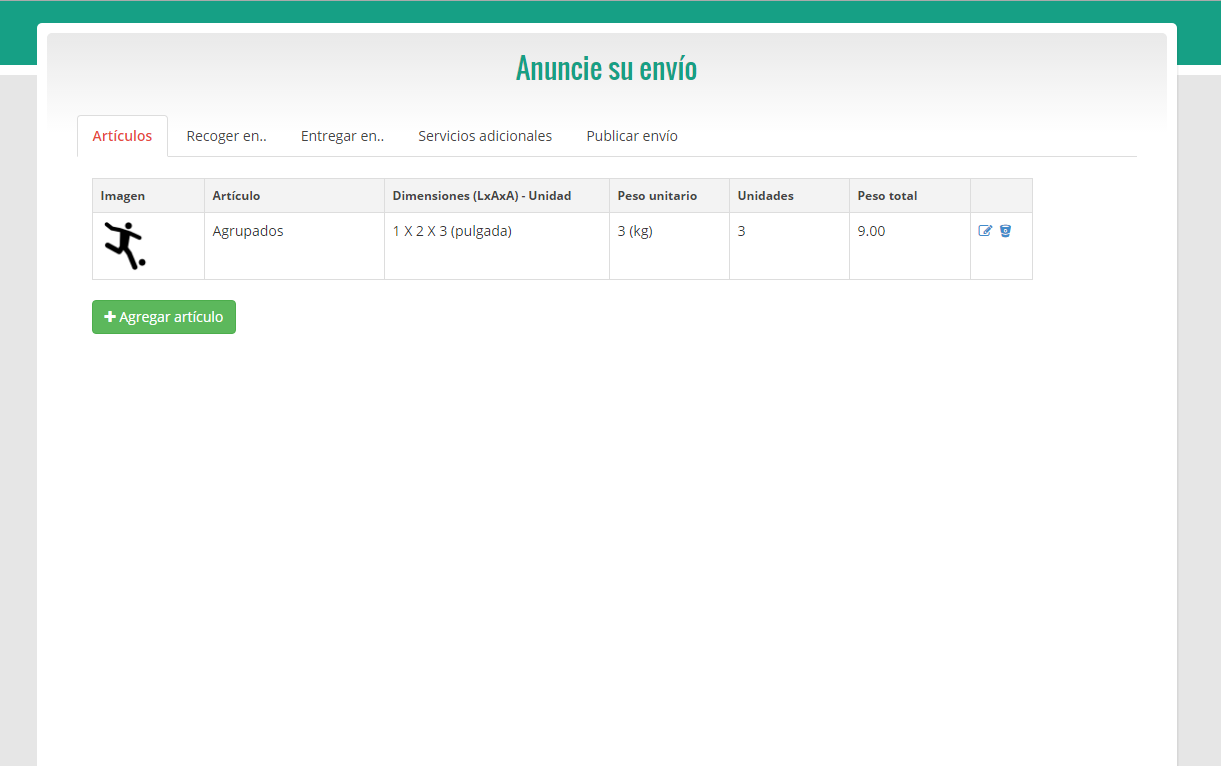 Anuncie su envío
Artículos Recoger en.. Entregar en.. Servicios adicionales Publicar envío
Imagen Artículo Dimensiones (LxAxA) - Unidad Peso unitario Unidades Peso total
Agrupados 1 X 2 X 3 (pulgada) 3 (kg) 3 9.00
Agregar artículo